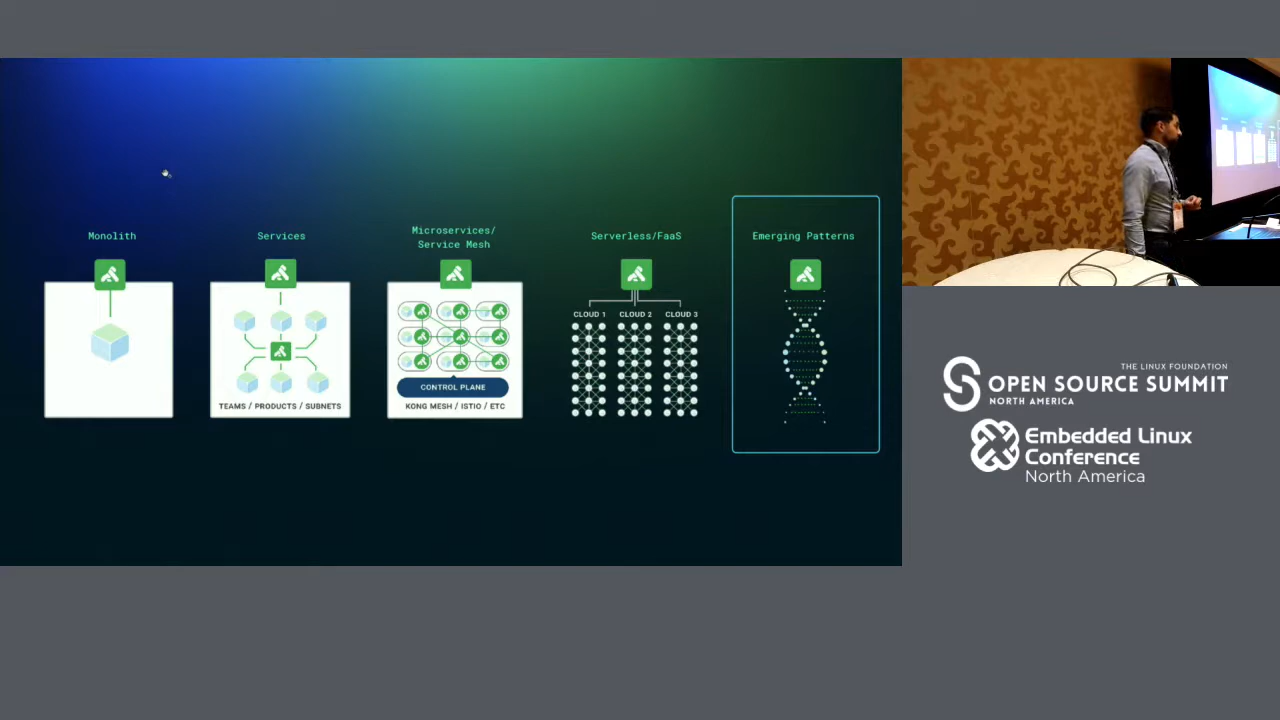 Monolith
Services
Microservices/
Service Mesh
Serverless/FaaS
Emerging Patterns
CLOUD 1
CLOUD 2
CLOUD 3
CONTROL PLANE
TEAMS / PRODUCTS / SUBNETS
KONG MESH / ISTIO / ETC
THE LINUX FOUNDATION
OPEN SOURCE SUMMIT
NORTH AMERICA
Embedded Linux
Conference
North America